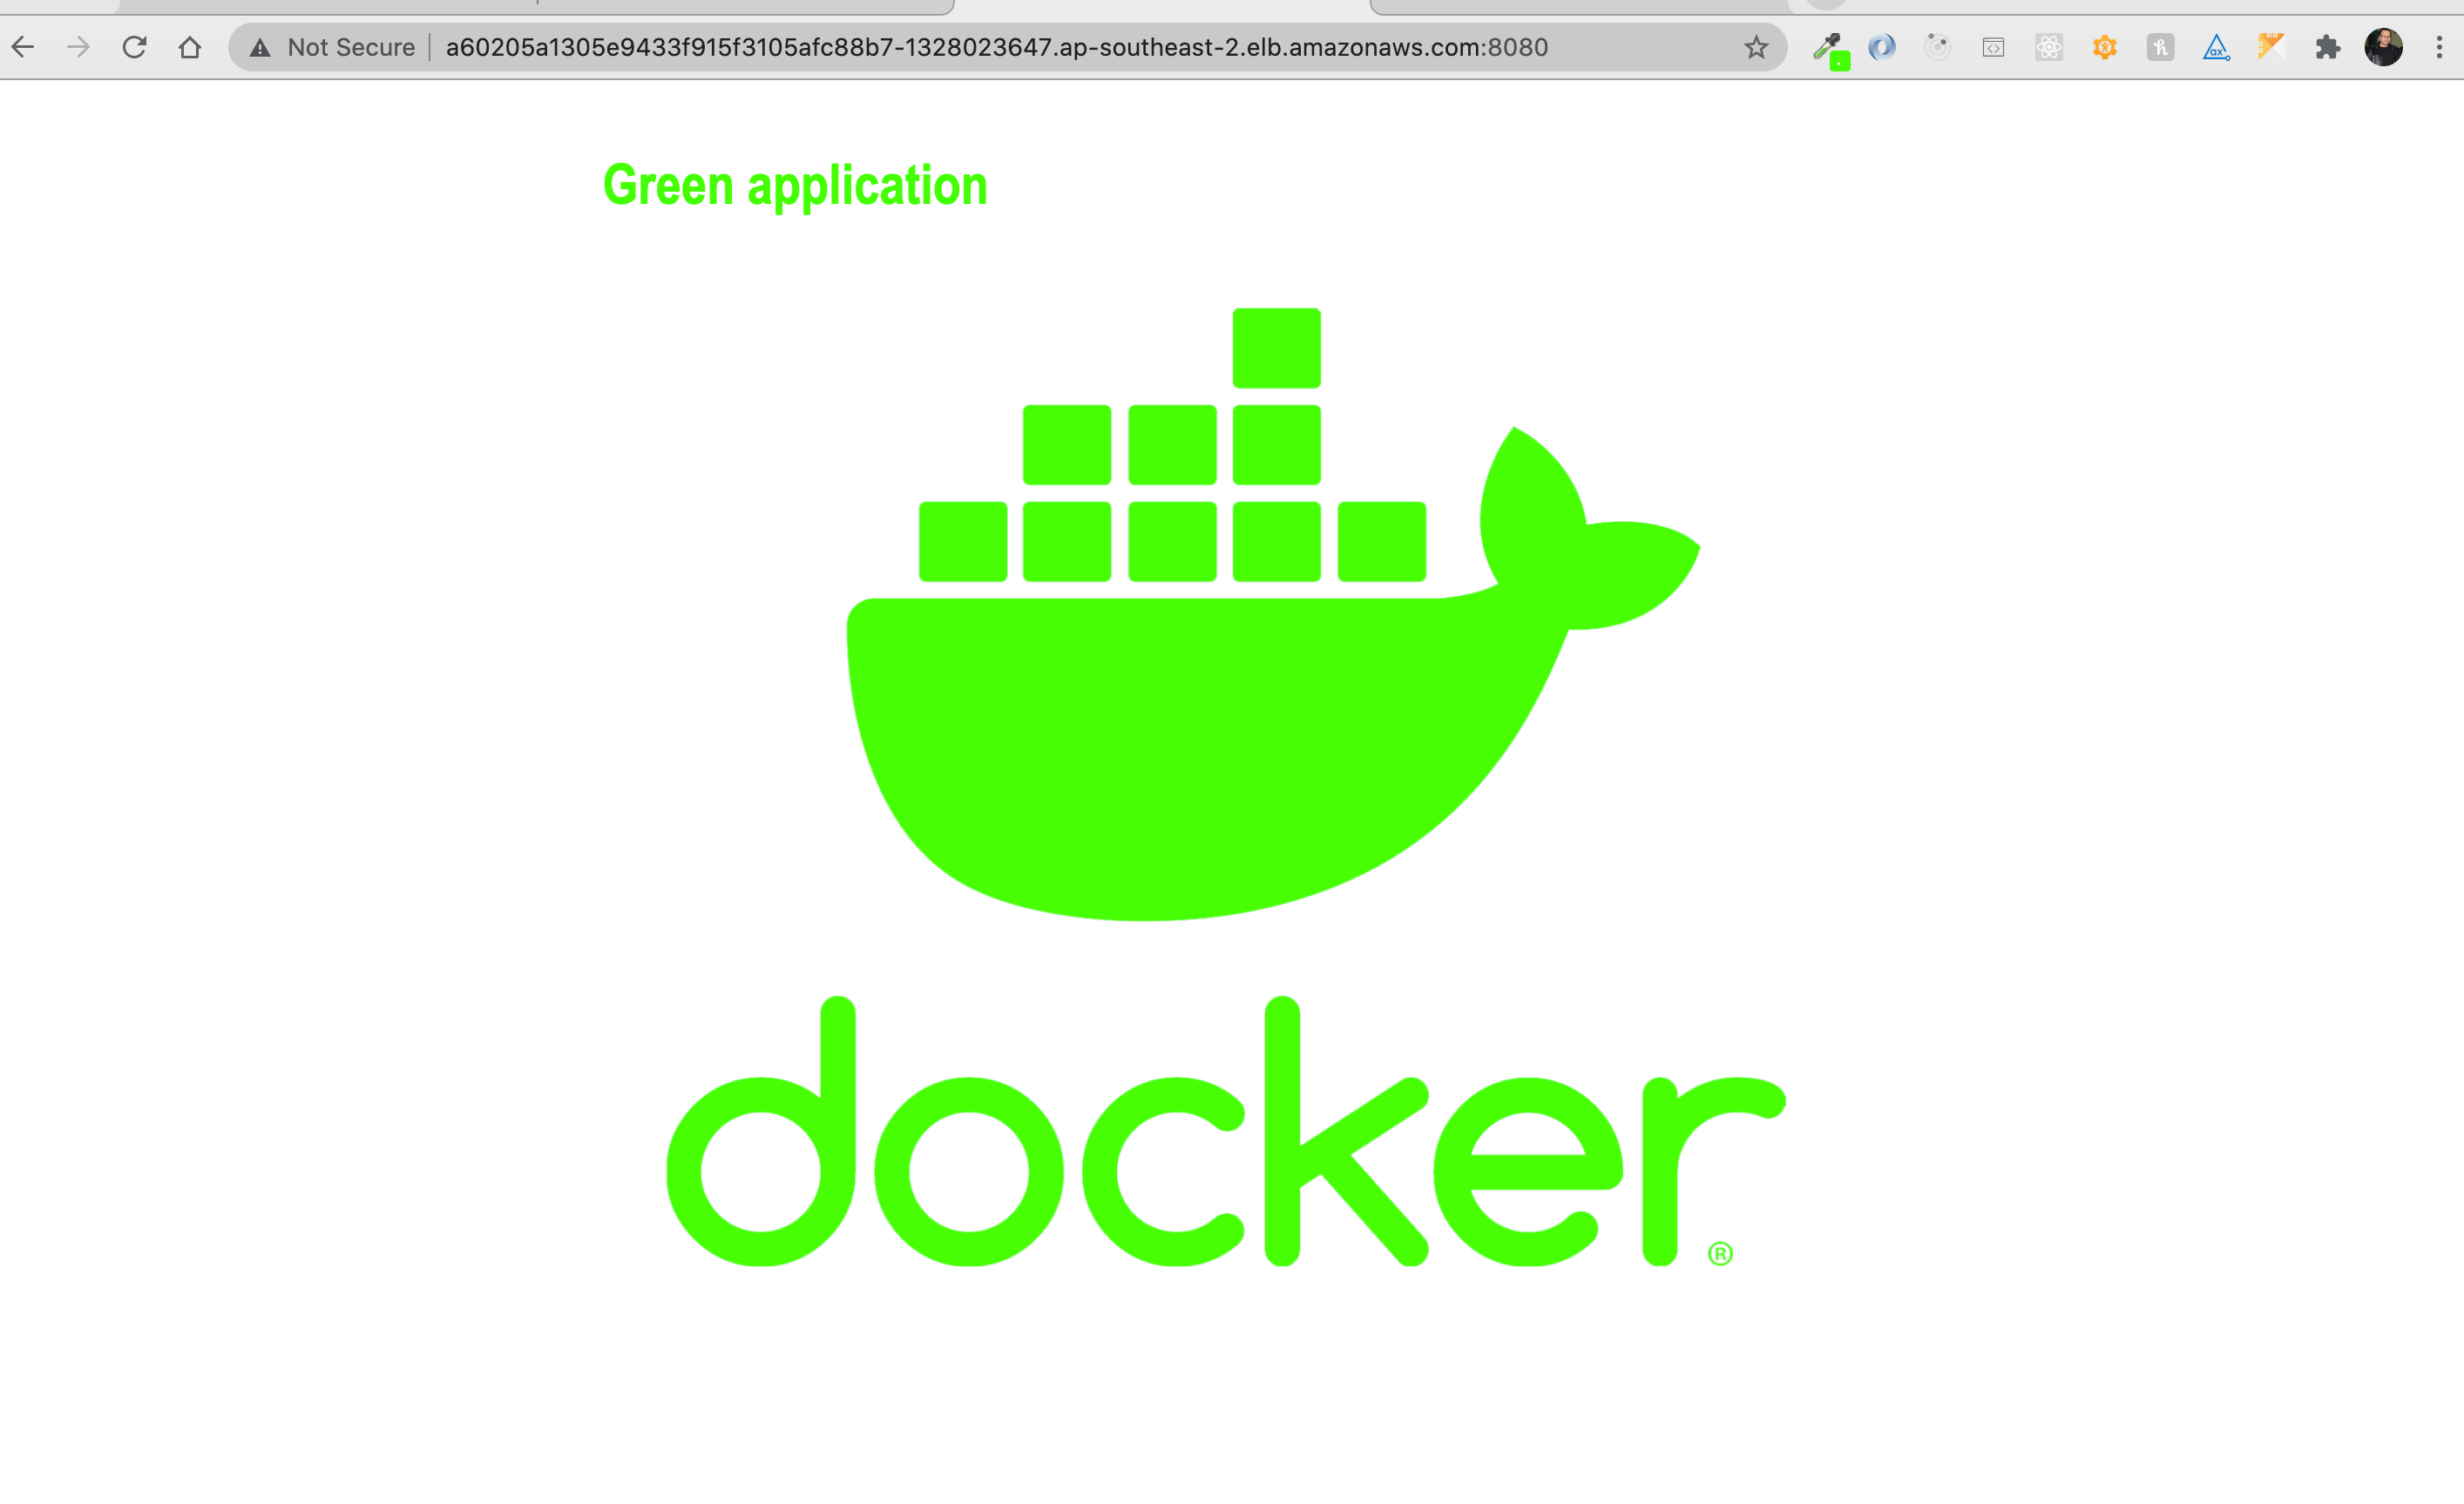 Not Secure a60205a1305e9433f915f3105afc88b7-1328023647.ap-southeast-2.elb.amazonaws.com:8080
Green application
docker®